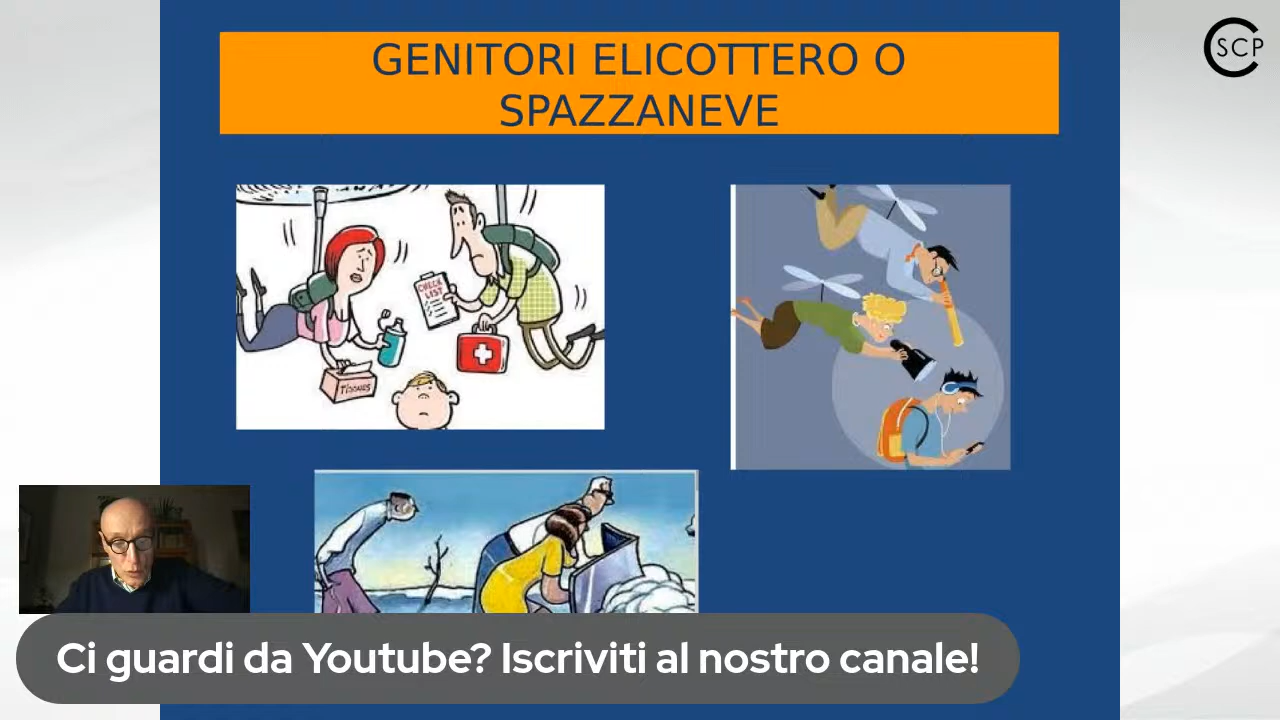 GENITORI ELICOTTERO O
SPAZZANEVE
SCP
CHECK
LIST
TISSUES
Ci guardi da Youtube? Iscriviti al nostro canale!